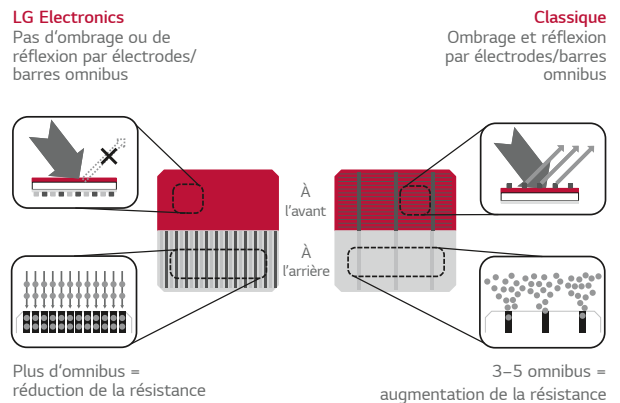 LG Electronics
Pas d'ombrage ou de
réflexion par électrodes/
barres omnibus
Classique
Ombrage et réflexion
par électrodes/barres
omnibus
À
l'avant
À
l'arrière
Plus d'omnibus =
réduction de la résistance
3–5 omnibus =
augmentation de la résistance